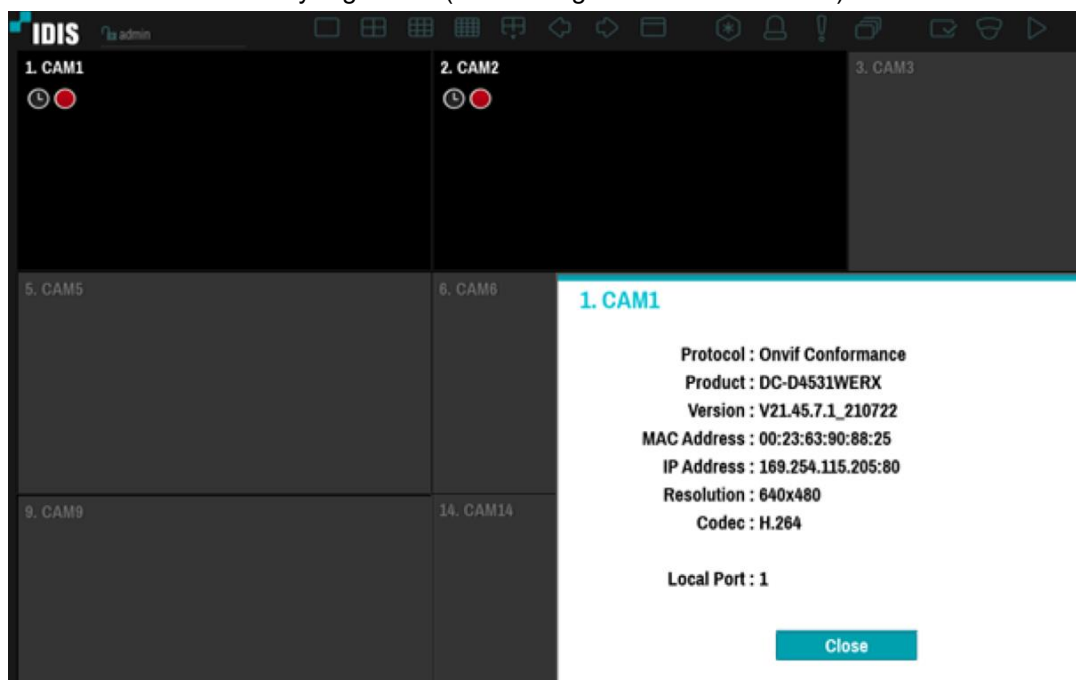 IDIS
admin
1. CAM1
2. CAM2
3. CAM3
5. CAM5
6. CAM6
1. CAM1
Protocol : Onvif Conformance
Product : DC-D4531WERX
Version : V21.45.7.1_210722
MAC Address : 00:23:63:90:88:25
IP Address : 169.254.115.205:80
Resolution : 640x480
Codec : H.264
Local Port : 1
Close
9. CAM9
14. CAM14